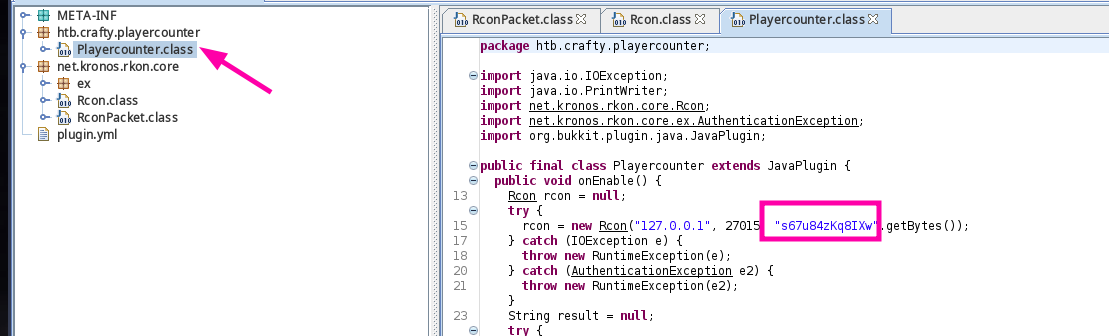 META-INF
htb.crafty.playercounter
Playercounter.class
net.kronos.rkon.core
ex
Rcon.class
RconPacket.class
plugin.yml
RconPacket.class
Rcon.class
Playercounter.class
package htb.crafty.playercounter;
import java.io.IOException;
import java.io.PrintWriter;
import net.kronos.rkon.core.Rcon;
import net.kronos.rkon.core.ex.AuthenticationException;
import org.bukkit.plugin.java.JavaPlugin;
public final class Playercounter extends JavaPlugin {
public void onEnable() {
13 Rcon rcon = null;
try {
15 rcon = new Rcon("127.0.0.1", 27015, "s67u84zKq8IXw".getBytes());
17 } catch (IOException e) {
18 throw new RuntimeException(e);
20 } catch (AuthenticationException e2) {
21 throw new RuntimeException(e2);
}
23 String result = null;
try {